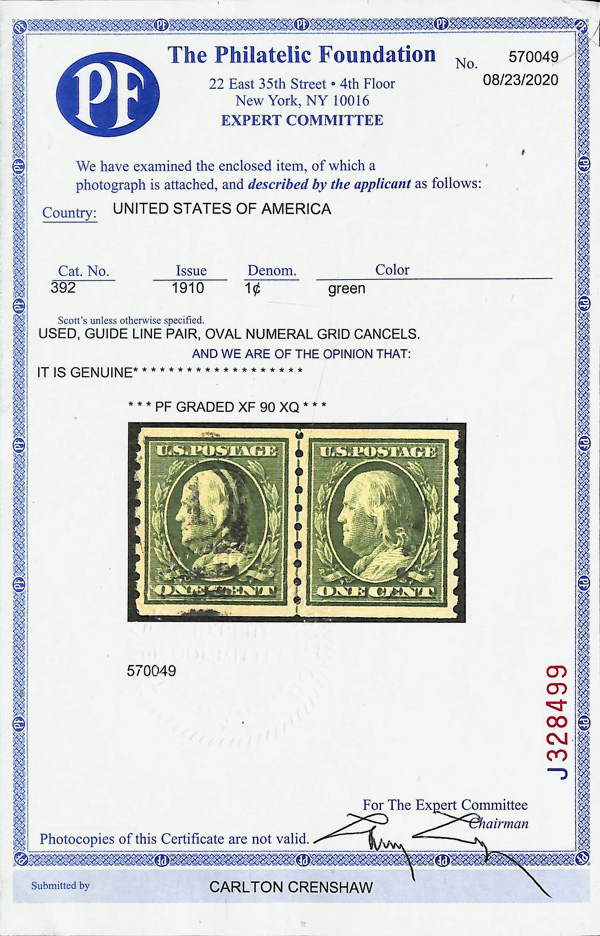 PF
The Philatelic Foundation
No. 570049
22 East 35th Street • 4th Floor
08/23/2020
New York, NY 10016
EXPERT COMMITTEE
We have examined the enclosed item, of which a
photograph is attached, and described by the applicant as follows:
Country: UNITED STATES OF AMERICA
Cat. No. Issue Denom. Color
392 1910 1¢ green
Scott's unless otherwise specified.
USED, GUIDE LINE PAIR, OVAL NUMERAL GRID CANCELS.
AND WE ARE OF THE OPINION THAT:
IT IS GENUINE* * * * * * * * * * * * * * * * * * * *
* * * PF GRADED XF 90 XQ * * *
U.S. POSTAGE U.S. POSTAGE
ONE CENT ONE CENT
570049
J328499
For The Expert Committee
Chairman
Photocopies of this Certificate are not valid.
Submitted by CARLTON CRENSHAW